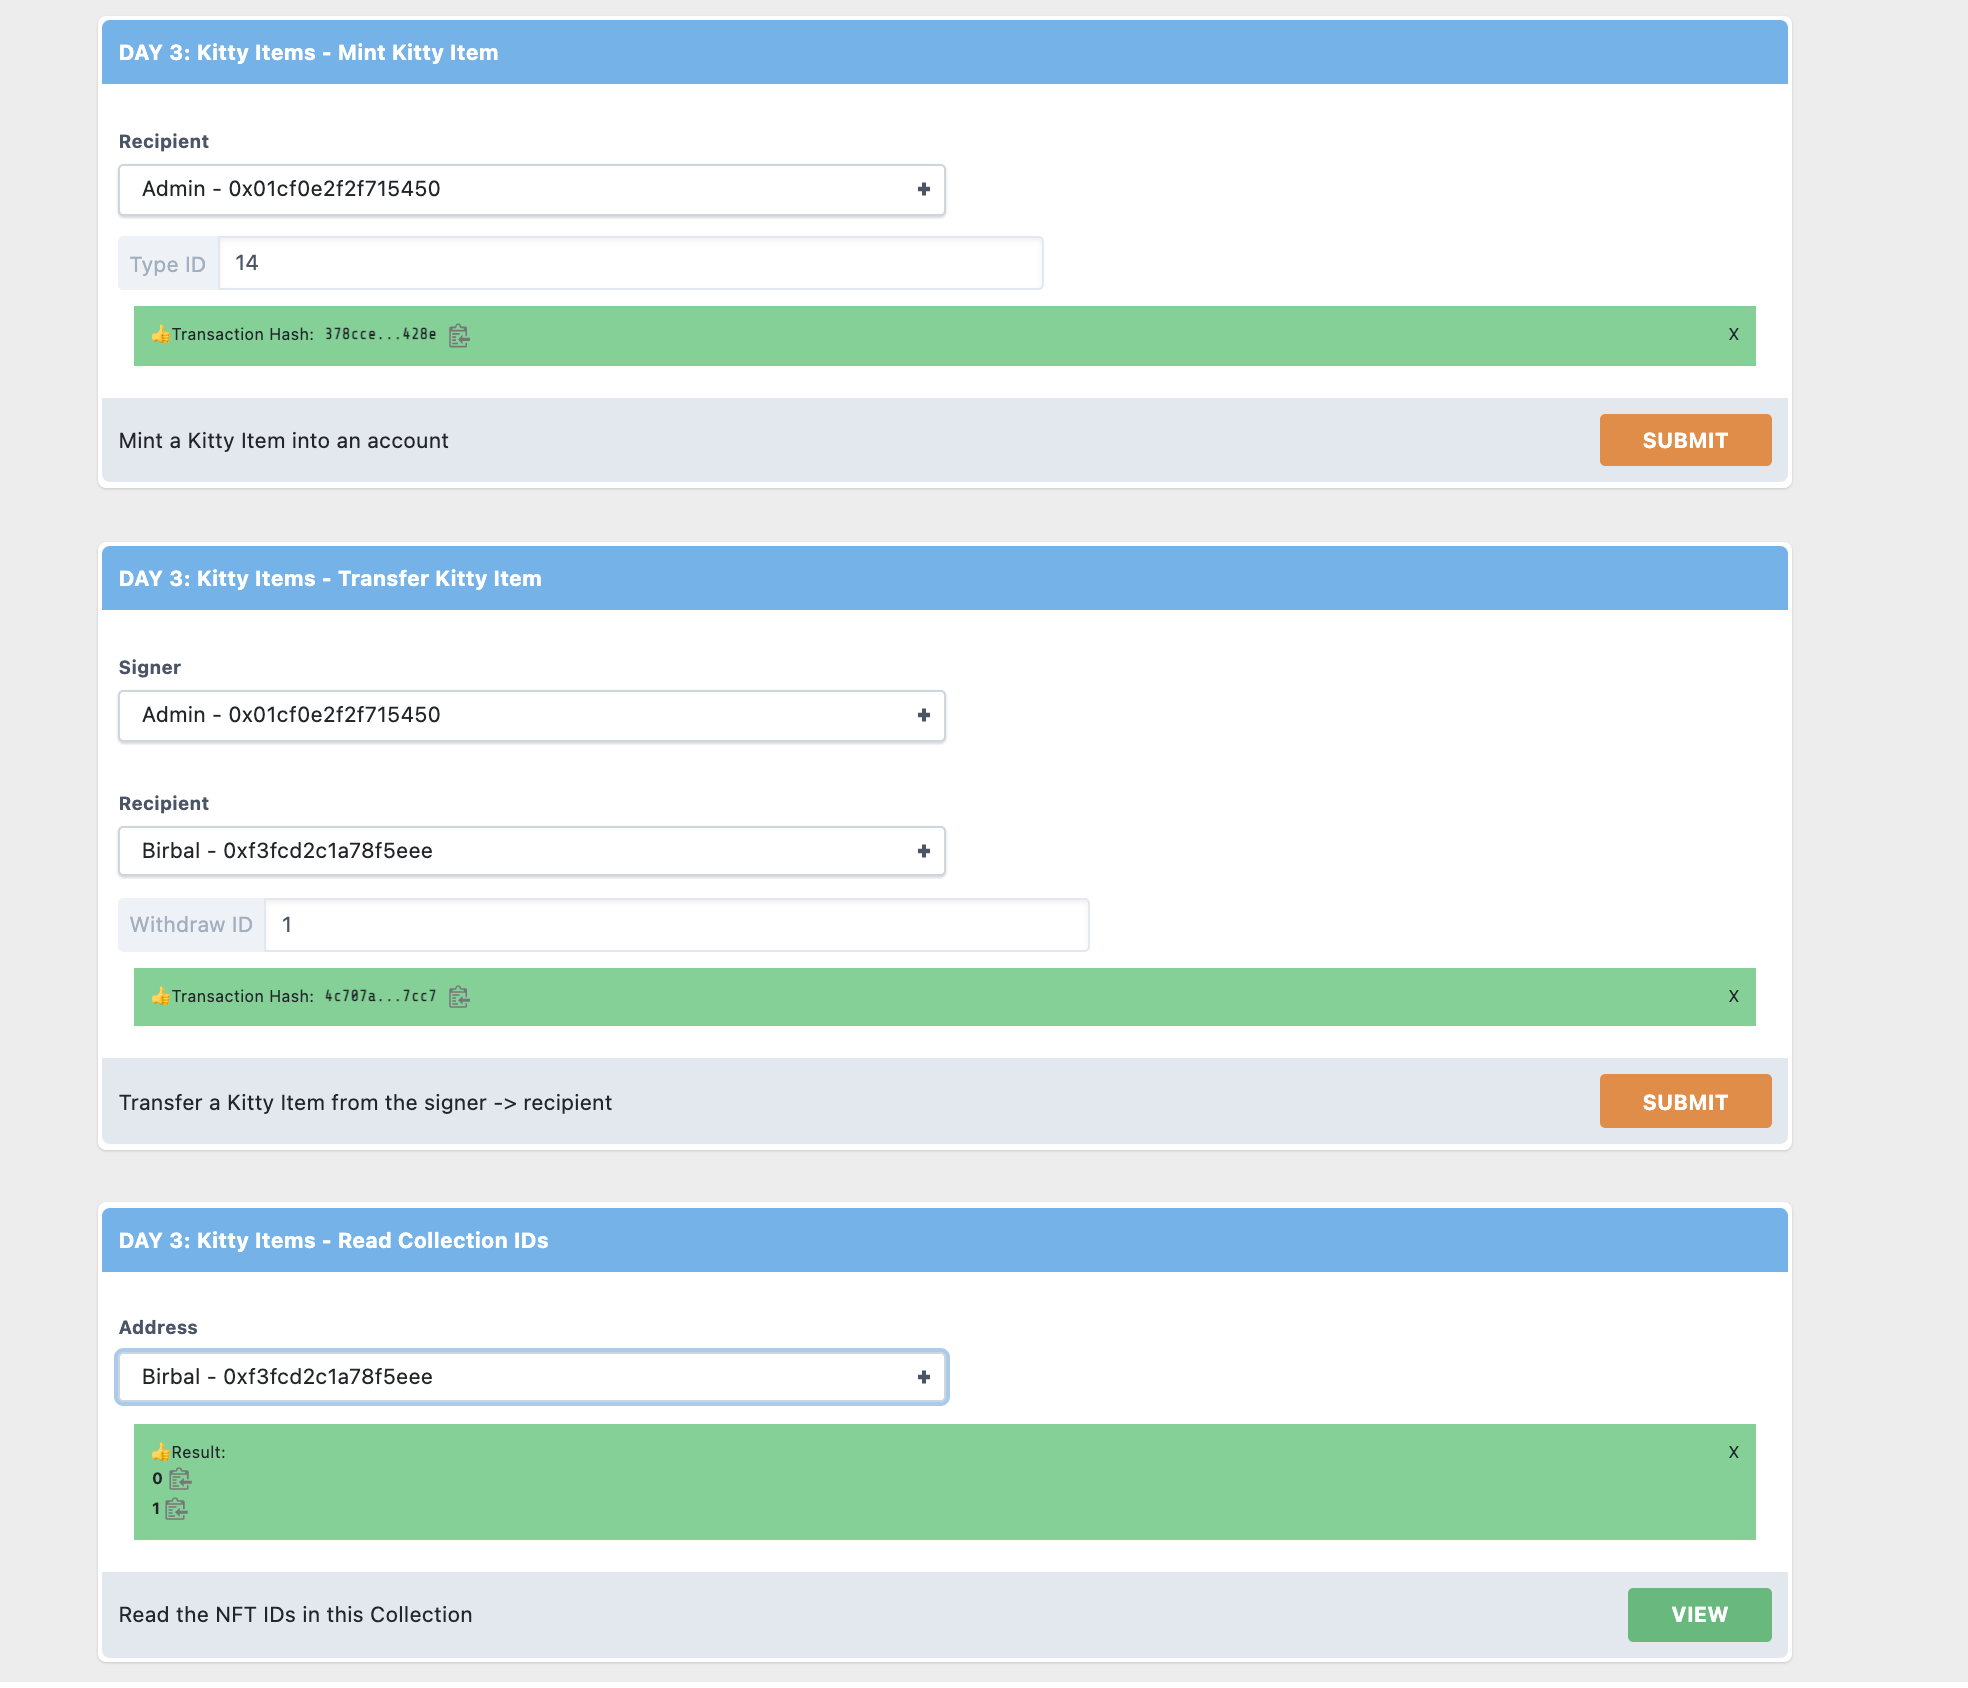 DAY 3: Kitty Items - Mint Kitty Item
Recipient
Admin - 0x01cf0e2f2f715450
Type ID 14
👍Transaction Hash: 378cce...428e X
Mint a Kitty Item into an account SUBMIT
DAY 3: Kitty Items - Transfer Kitty Item
Signer
Admin - 0x01cf0e2f2f715450
Recipient
Birbal - 0xf3fcd2c1a78f5eee
Withdraw ID 1
👍Transaction Hash: 4c707a...7cc7 X
Transfer a Kitty Item from the signer -> recipient SUBMIT
DAY 3: Kitty Items - Read Collection IDs
Address
Birbal - 0xf3fcd2c1a78f5eee
👍Result: X
0
1
Read the NFT IDs in this Collection VIEW